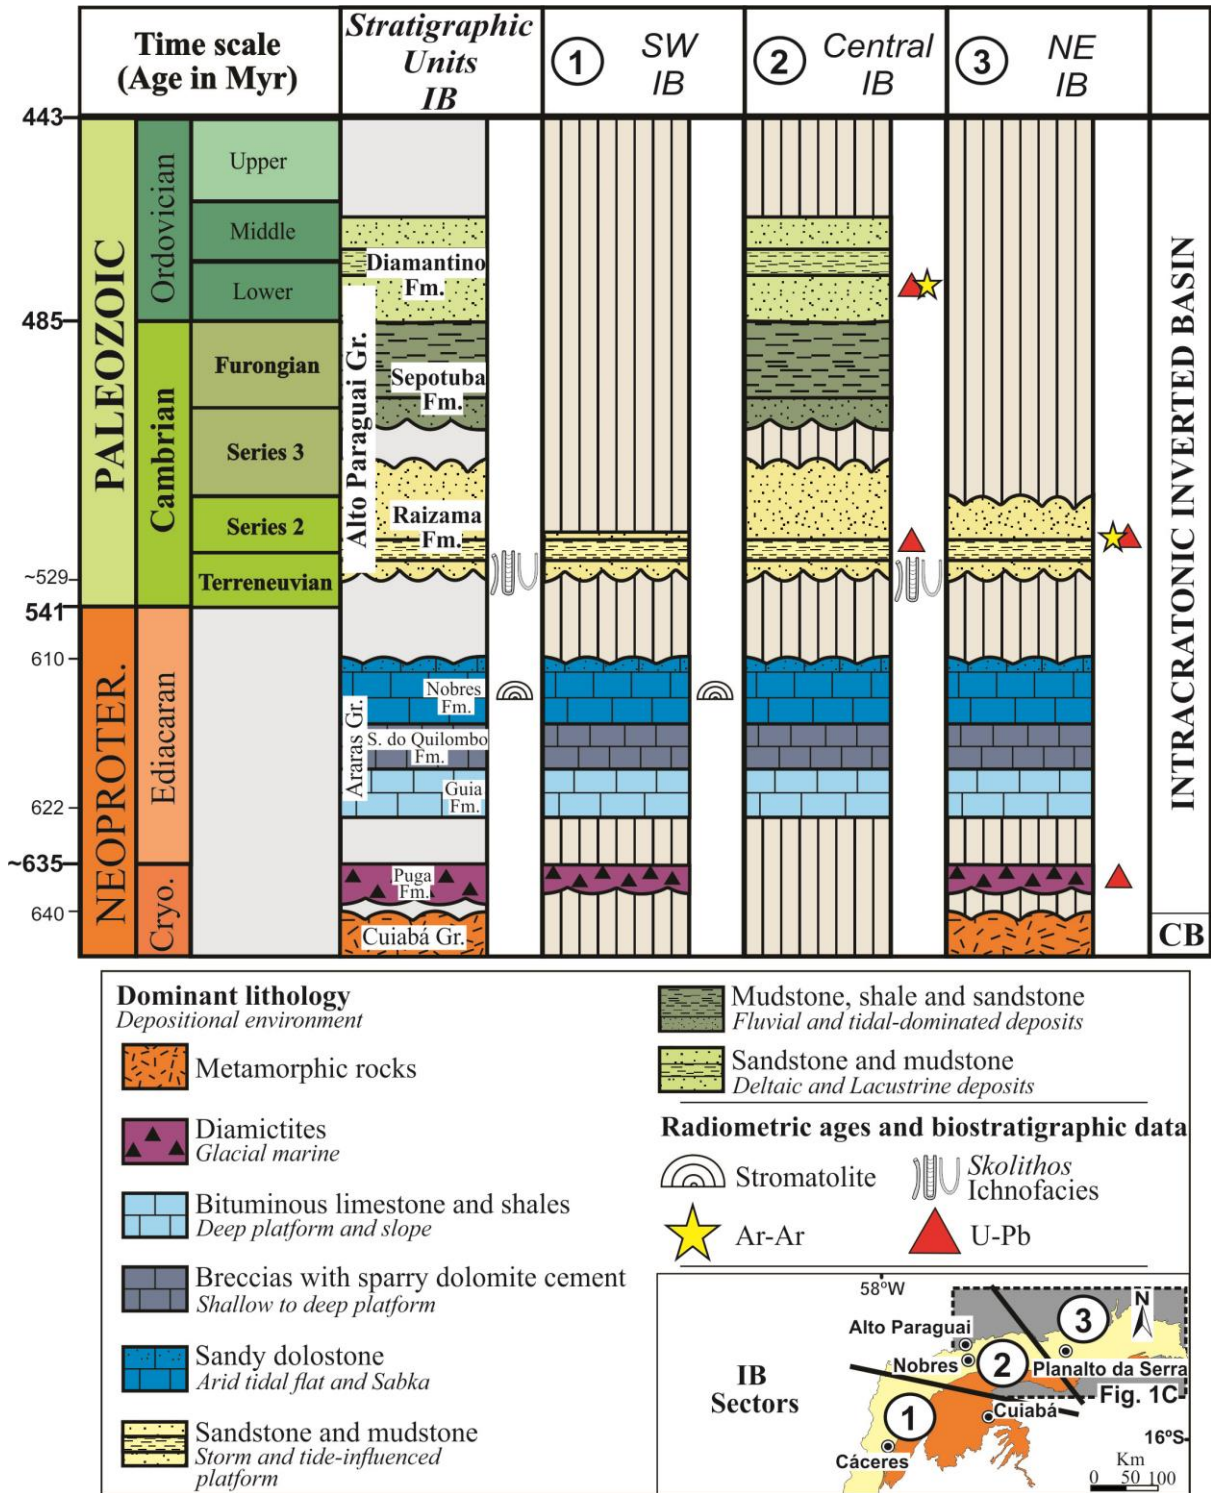 Time scale
(Age in Myr)
Stratigraphic
Units
IB
1
SW
IB
2
Central
IB
3
NE
IB
443
485
~529
541
610
622
~635
640
PALEOZOIC
NEOPROTER.
Ordovician
Cambrian
Ediacaran
Cryo.
Upper
Middle
Lower
Furongian
Series 3
Series 2
Terreneuvian
Alto Paraguai Gr.
Diamantino
Fm.
Sepotuba
Fm.
Raizama
Fm.
Araras Gr.
Nobres
Fm.
S. do Quilombo
Fm.
Guia
Fm.
Puga
Fm.
Cuiabá Gr.
INTRACRATONIC INVERTED BASIN
CB
Dominant lithology
Depositional environment
Metamorphic rocks
Diamictites
Glacial marine
Bituminous limestone and shales
Deep platform and slope
Breccias with sparry dolomite cement
Shallow to deep platform
Sandy dolostone
Arid tidal flat and Sabka
Sandstone and mudstone
Storm and tide-influenced
platform
Mudstone, shale and sandstone
Fluvial and tidal-dominated deposits
Sandstone and mudstone
Deltaic and Lacustrine deposits
Radiometric ages and biostratigraphic data
Stromatolite
Skolithos
Ichnofacies
Ar-Ar
U-Pb
58ºW
N
Alto Paraguai
3
Nobres
2
Planalto da Serra
IB
Sectors
Fig. 1C
1
Cuiabá
16ºS
Cáceres
Km
0 50 100